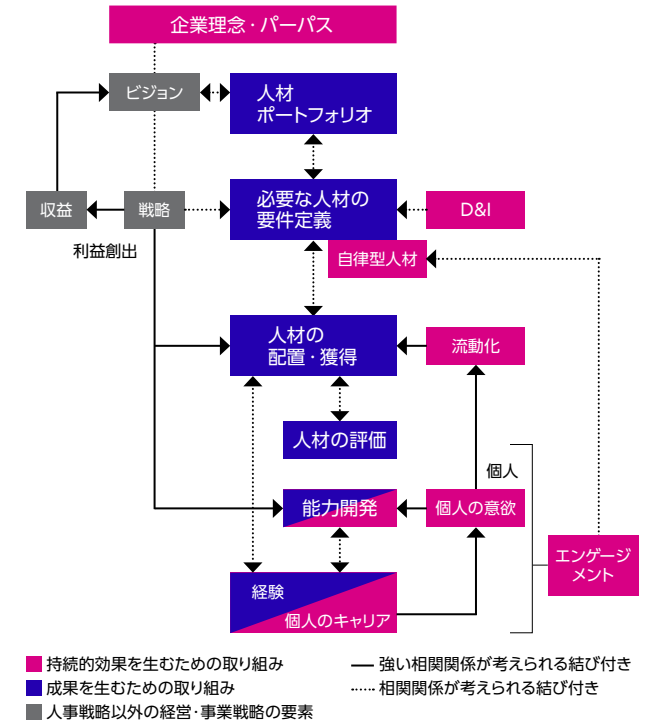 企業理念・パーパス
ビジョン
人材
ポートフォリオ
収益
戦略
必要な人材の
要件定義
D&I
利益創出
自律型人材
人材の
配置・獲得
流動化
人材の評価
個人
能力開発
個人の意欲
エンゲージ
メント
経験
個人のキャリア
持続的効果を生むための取り組み
強い相関関係が考えられる結び付き
成果を生むための取り組み
相関関係が考えられる結び付き
人事戦略以外の経営・事業戦略の要素